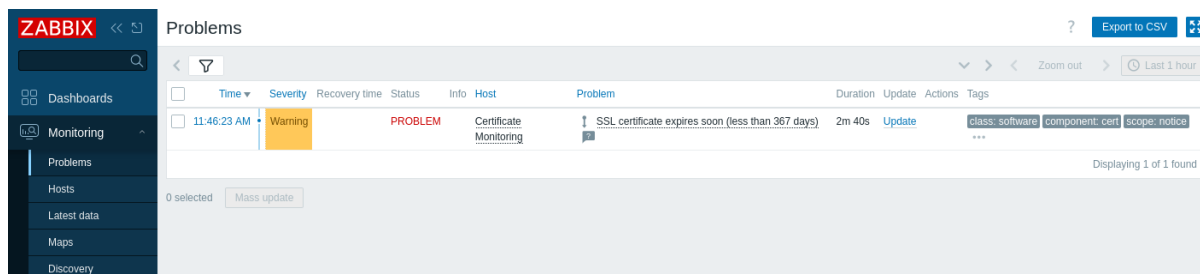 ZABBIX
Problems
?
Export to CSV
Zoom out
Last 1 hour
Dashboards
Monitoring
Problems
Hosts
Latest data
Maps
Discovery
Time Severity Recovery time Status Info Host Problem Duration Update Actions Tags
11:46:23 AM Warning PROBLEM Certificate SSL certificate expires soon (less than 367 days) 2m 40s Update class: software component: cert scope: notice
Monitoring ? •••
Displaying 1 of 1 found
0 selected Mass update